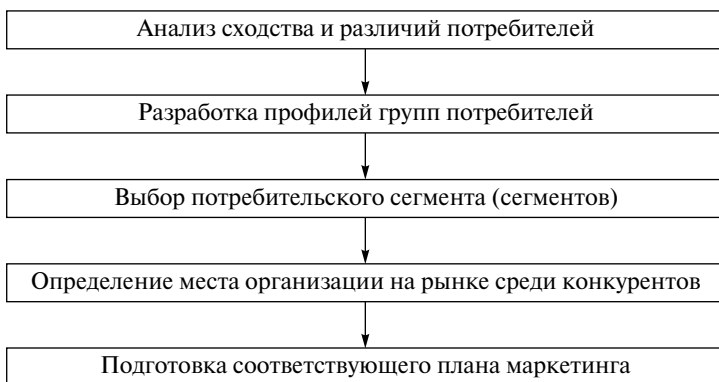 Анализ сходства и различий потребителей
Разработка профилей групп потребителей
Выбор потребительского сегмента (сегментов)
Определение места организации на рынке среди конкурентов
Подготовка соответствующего плана маркетинга